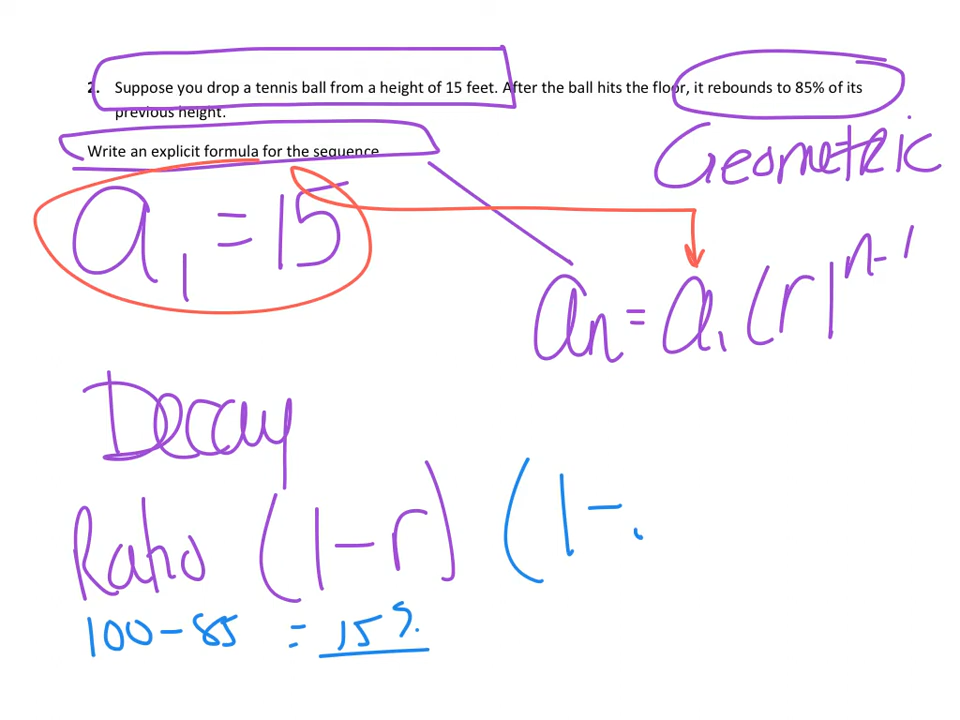 2. Suppose you drop a tennis ball from a height of 15 feet. After the ball hits the floor, it rebounds to 85% of its
previous height.
Write an explicit formula for the sequence
Geometric
a₁ = 15
aₙ = a₁(r)ⁿ⁻¹
Decay
Ratio (1-r) (1-.
100-85 = 15%